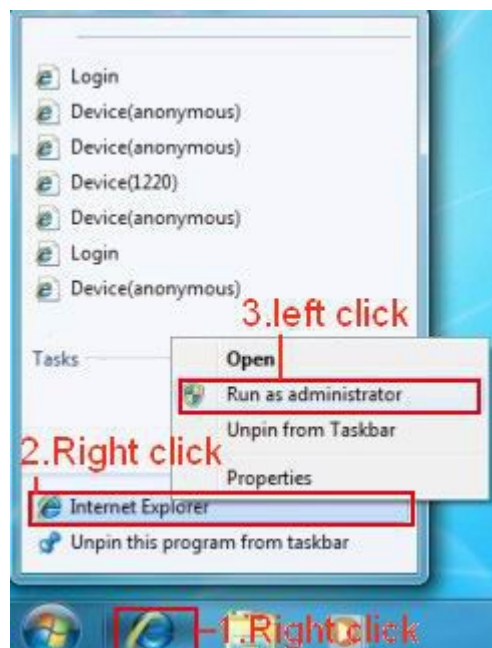 Login
Device(anonymous)
Device(anonymous)
Device(1220)
Device(anonymous)
Login
Device(anonymous)
3.left click
Tasks
Open
Run as administrator
Unpin from Taskbar
2.Right click
Properties
Internet Explorer
Unpin this program from taskbar
1.Right click